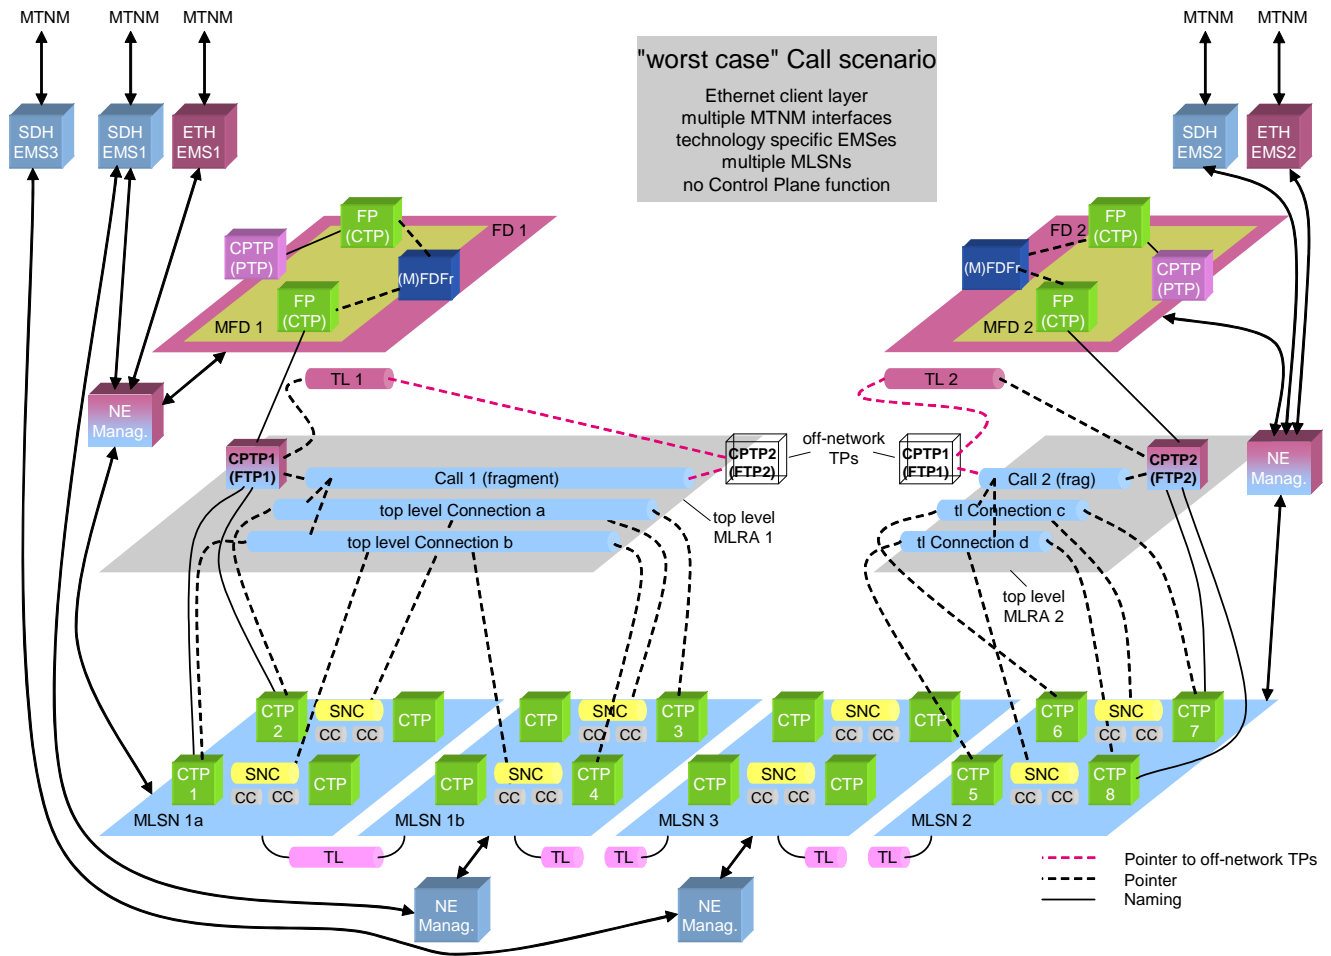 MTNM
MTNM
MTNM
MTNM
MTNM
"worst case" Call scenario
Ethernet client layer
multiple MTNM interfaces
technology specific EMSes
multiple MLSNs
no Control Plane function
SDH
EMS3
SDH
EMS1
ETH
EMS1
SDH
EMS2
ETH
EMS2
FP
(CTP)
FD 1
CPTP
(PTP)
(M)FDFr
FP
(CTP)
MFD 1
FP
(CTP)
FD 2
(M)FDFr
CPTP
(PTP)
FP
(CTP)
MFD 2
TL 1
TL 2
NE
Manag.
CPTP1
(FTP1)
CPTP2
(FTP2)
off-network
TPs
CPTP1
(FTP1)
CPTP2
(FTP2)
NE
Manag.
Call 1 (fragment)
Call 2 (frag)
top level Connection a
tl Connection c
top level Connection b
tl Connection d
top level
MLRA 1
top level
MLRA 2
CTP
2
SNC
CC
CC
CTP
CTP
SNC
CC
CC
CTP
3
CTP
SNC
CC
CC
CTP
CTP
6
SNC
CC
CC
CTP
7
CTP
1
SNC
CC
CC
CTP
CTP
SNC
CC
CC
CTP
4
CTP
SNC
CC
CC
CTP
CTP
5
SNC
CC
CC
CTP
8
MLSN 1a
MLSN 1b
MLSN 3
MLSN 2
TL
TL
TL
TL
TL
NE
Manag.
NE
Manag.
Pointer to off-network TPs
Pointer
Naming